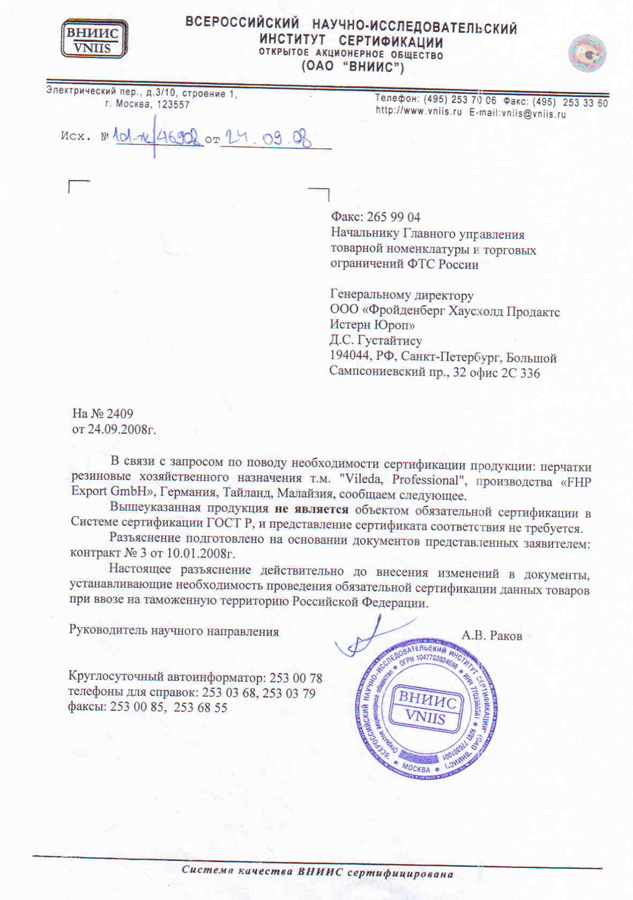 ВНИИС
VNIIS
ВСЕРОССИЙСКИЙ НАУЧНО-ИССЛЕДОВАТЕЛЬСКИЙ
ИНСТИТУТ СЕРТИФИКАЦИИ
ОТКРЫТОЕ АКЦИОНЕРНОЕ ОБЩЕСТВО
(ОАО "ВНИИС")
Электрический пер., д.3/10, строение 1,
г. Москва, 123557
Телефон: (495) 253 70 06 Факс: (495) 253 33 60
http://www.vniis.ru E-mail:vniis@vniis.ru
Исх. № 101-тн/46908 от 24.09.08
Факс: 265 99 04
Начальнику Главного управления
товарной номенклатуры и торговых
ограничений ФТС России
Генеральному директору
ООО «Фройденберг Хаусхолд Продактс
Истерн Юроп»
Д.С. Густайтису
194044, РФ, Санкт-Петербург, Большой
Сампсониевский пр., 32 офис 2С 336
На № 2409
от 24.09.2008г.
В связи с запросом по поводу необходимости сертификации продукции: перчатки
резиновые хозяйственного назначения т.м. "Vileda, Professional", производства «FHP
Export GmbH», Германия, Тайланд, Малайзия, сообщаем следующее.
Вышеуказанная продукция не является объектом обязательной сертификации в
Системе сертификации ГОСТ Р, и представление сертификата соответствия не требуется.
Разъяснение подготовлено на основании документов представленных заявителем:
контракт № 3 от 10.01.2008г.
Настоящее разъяснение действительно до внесения изменений в документы,
устанавливающие необходимость проведения обязательной сертификации данных товаров
при ввозе на таможенную территорию Российской Федерации.
Руководитель научного направления А.В. Раков
Круглосуточный автоинформатор: 253 00 78
телефоны для справок: 253 03 68, 253 03 79
факсы: 253 00 85, 253 68 55
ВСЕРОССИЙСКИЙ НАУЧНО-ИССЛЕДОВАТЕЛЬСКИЙ ИНСТИТУТ СЕРТИФИКАЦИИ" (ОАО "ВНИИС")
Открытое акционерное общество
ВНИИС
VNIIS
МОСКВА
Система качества ВНИИС сертифицирована